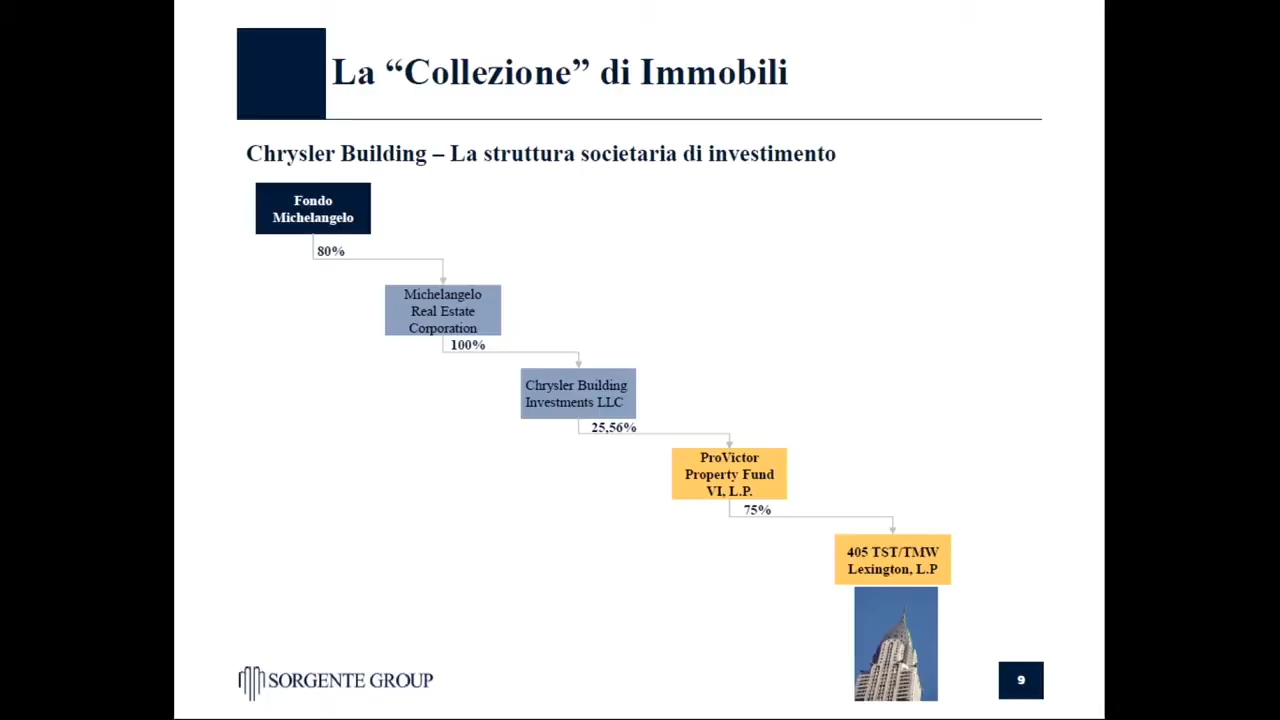 La “Collezione” di Immobili
Chrysler Building – La struttura societaria di investimento
Fondo
Michelangelo
80%
Michelangelo
Real Estate
Corporation
100%
Chrysler Building
Investments LLC
25,56%
ProVictor
Property Fund
VI, L.P.
75%
405 TST/TMW
Lexington, L.P
SORGENTE GROUP
9